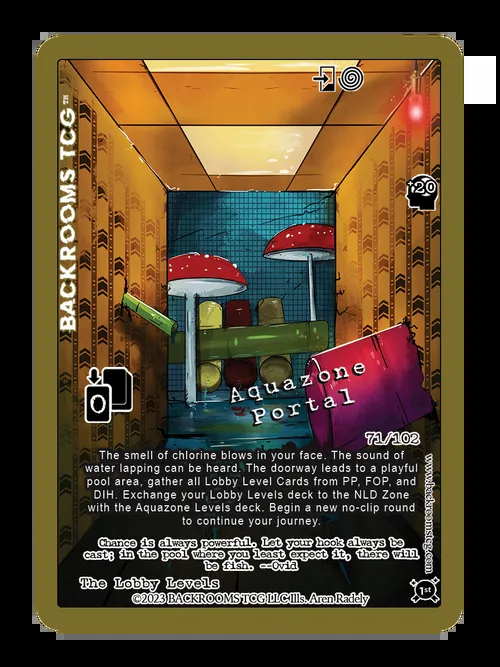 BACKROOMS TCG™
20
Aquazone
Portal
0
71/102
The smell of chlorine blows in your face. The sound of
water lapping can be heard. The doorway leads to a playful
pool area, gather all Lobby Level Cards from PP, FOP, and
DIH. Exchange your Lobby Levels deck to the NLD Zone
with the Aquazone Levels deck. Begin a new no-clip round
to continue your journey.
www.backroomstcg.com
Chance is always powerful. Let your hook always be
cast; in the pool where you least expect it, there will
be fish. --Ovid
The Lobby Levels
©2023 BACKROOMS TCG LLC Ills. Aren Radely
1st